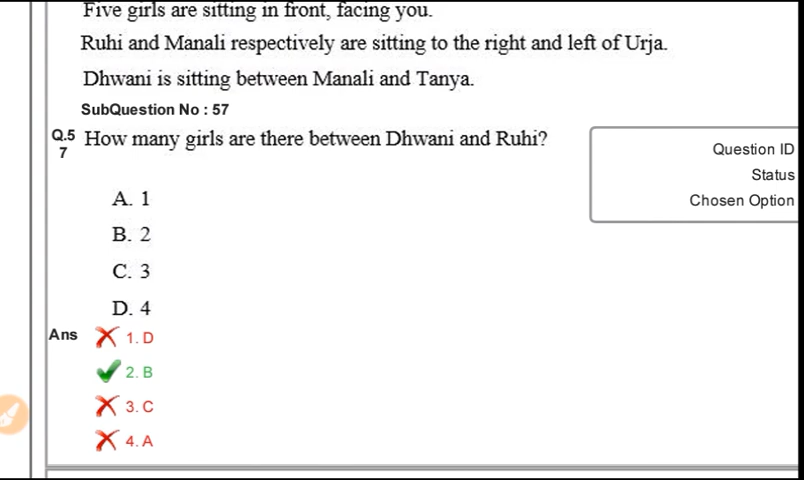 Five girls are sitting in front, facing you.
Ruhi and Manali respectively are sitting to the right and left of Urja.
Dhwani is sitting between Manali and Tanya.
SubQuestion No : 57
Q.5
7
How many girls are there between Dhwani and Ruhi?
Question ID
Status
Chosen Option
A. 1
B. 2
C. 3
D. 4
Ans
1. D
2. B
3. C
4. A